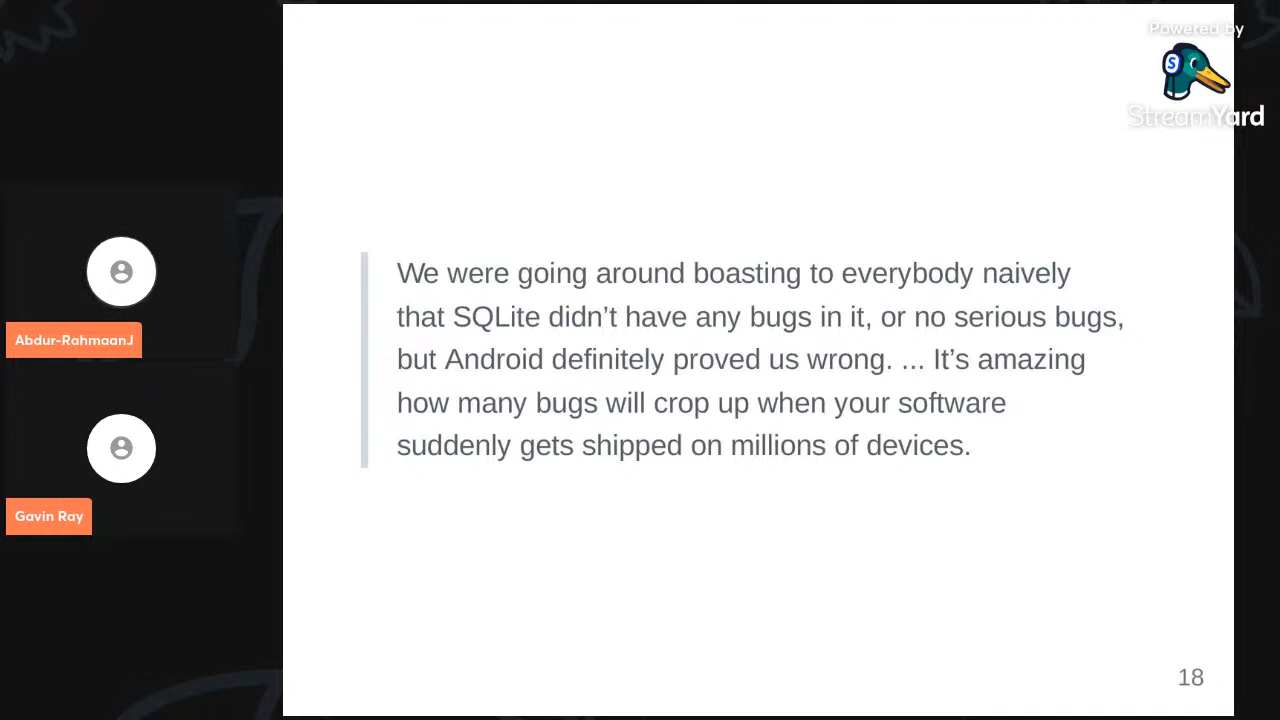 Powered by
StreamYard
S
Abdur-RahmaanJ
Gavin Ray
We were going around boasting to everybody naively
that SQLite didn’t have any bugs in it, or no serious bugs,
but Android definitely proved us wrong. ... It’s amazing
how many bugs will crop up when your software
suddenly gets shipped on millions of devices.
18